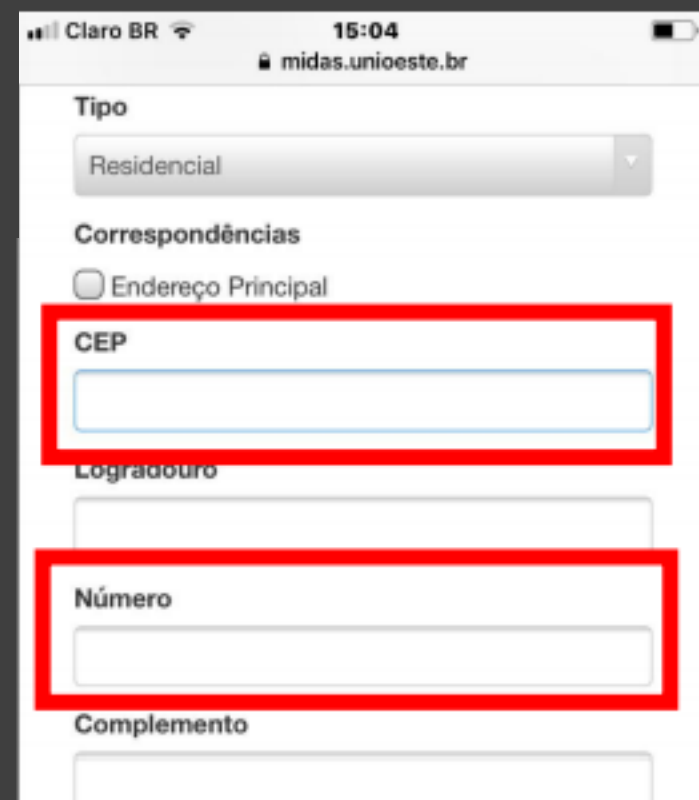 Claro BR 15:04
midas.unioeste.br
Tipo
Residencial
Correspondências
Endereço Principal
CEP
Logradouro
Número
Complemento